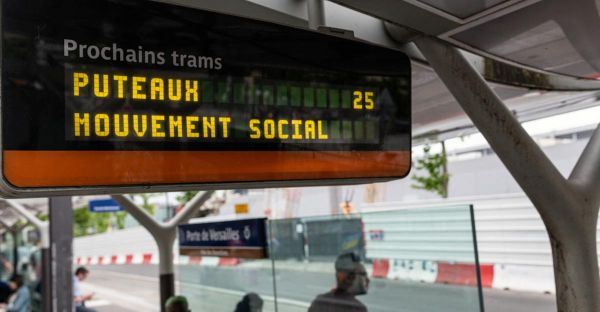 Prochains trams
PUTEAUX 25
MOUVEMENT SOCIAL
Porte de Versailles